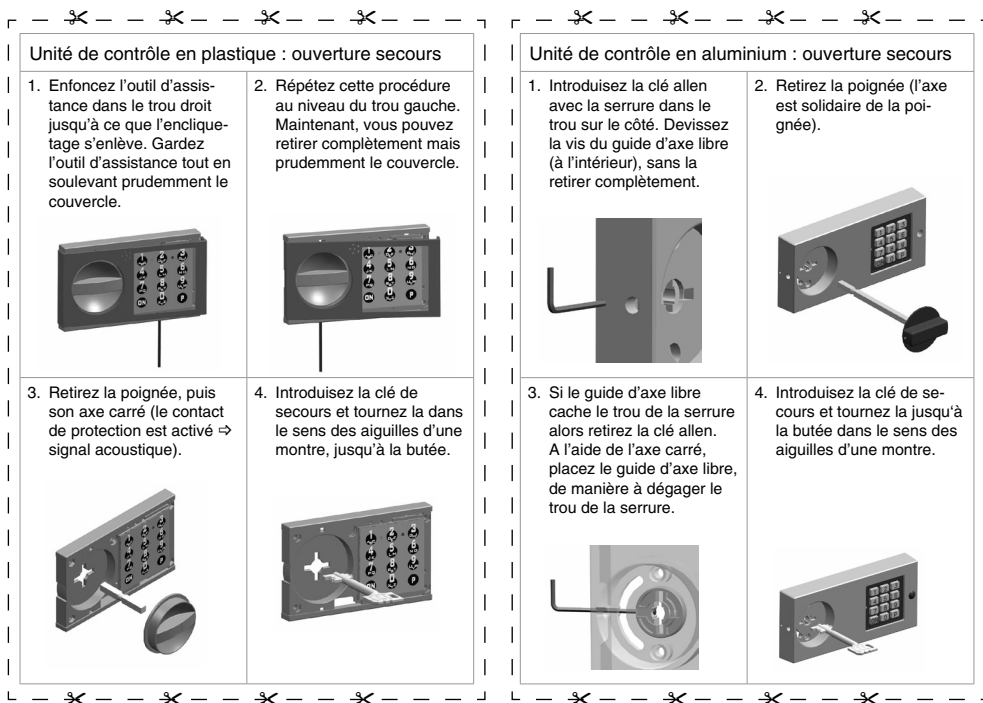 Unité de contrôle en plastique : ouverture secours
1. Enfoncez l'outil d'assis-
tance dans le trou droit
jusqu'à ce que l'enclique-
tage s'enlève. Gardez
l'outil d'assistance tout en
soulevant prudemment le
couvercle.
2. Répétez cette procédure
au niveau du trou gauche.
Maintenant, vous pouvez
retirer complètement mais
prudemment le couvercle.
3. Retirez la poignée, puis
son axe carré (le contact
de protection est activé ⇨
signal acoustique).
4. Introduisez la clé de
secours et tournez la dans
le sens des aiguilles d'une
montre, jusqu'à la butée.
Unité de contrôle en aluminium : ouverture secours
1. Introduisez la clé allen
avec la serrure dans le
trou sur le côté. Devissez
la vis du guide d'axe libre
(à l'intérieur), sans la
retirer complètement.
2. Retirez la poignée (l'axe
est solidaire de la poi-
gnée).
3. Si le guide d'axe libre
cache le trou de la serrure
alors retirez la clé allen.
A l'aide de l'axe carré,
placez le guide d'axe libre,
de manière à dégager le
trou de la serrure.
4. Introduisez la clé de se-
cours et tournez la jusqu'à
la butée dans le sens des
aiguilles d'une montre.